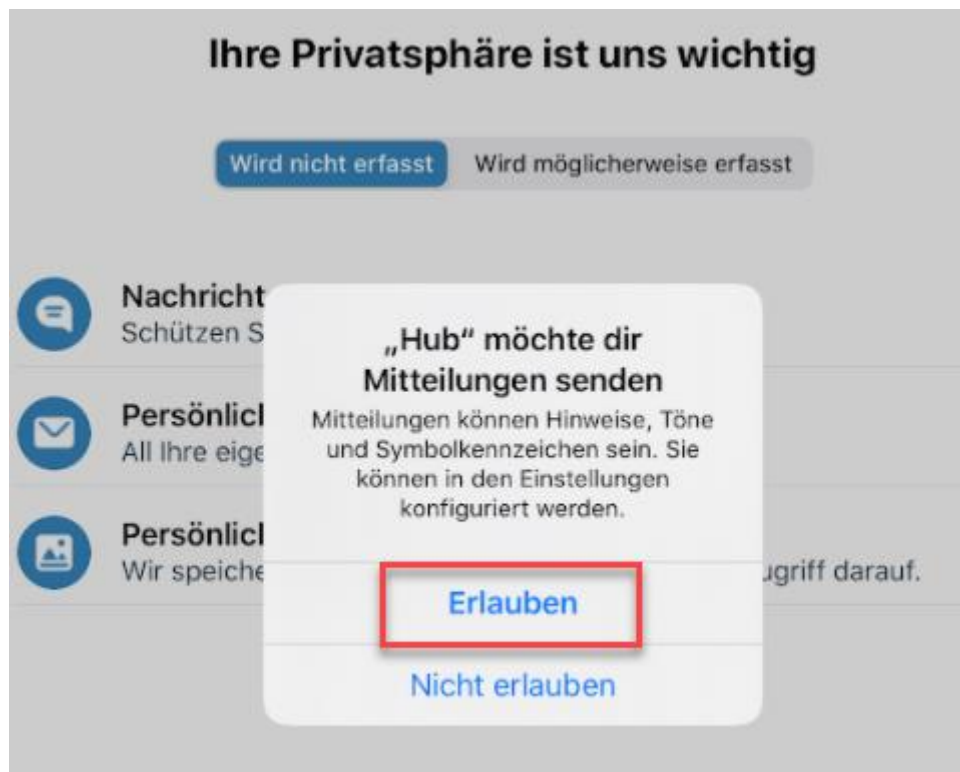 Ihre Privatsphäre ist uns wichtig
Wird nicht erfasst Wird möglicherweise erfasst
Nachricht
Schützen S
„Hub“ möchte dir
Mitteilungen senden
Mitteilungen können Hinweise, Töne
und Symbolkennzeichen sein. Sie
können in den Einstellungen
konfiguriert werden.
Persönlic
All Ihre eige
Persönlic
Wir speiche ugriff darauf.
Erlauben
Nicht erlauben